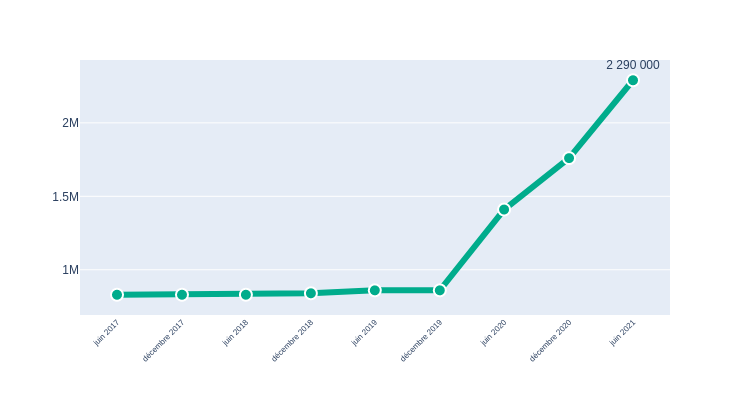 2 290 000
2M
1.5M
1M
juin 2017
décembre 2017
juin 2018
décembre 2018
juin 2019
décembre 2019
juin 2020
décembre 2020
juin 2021